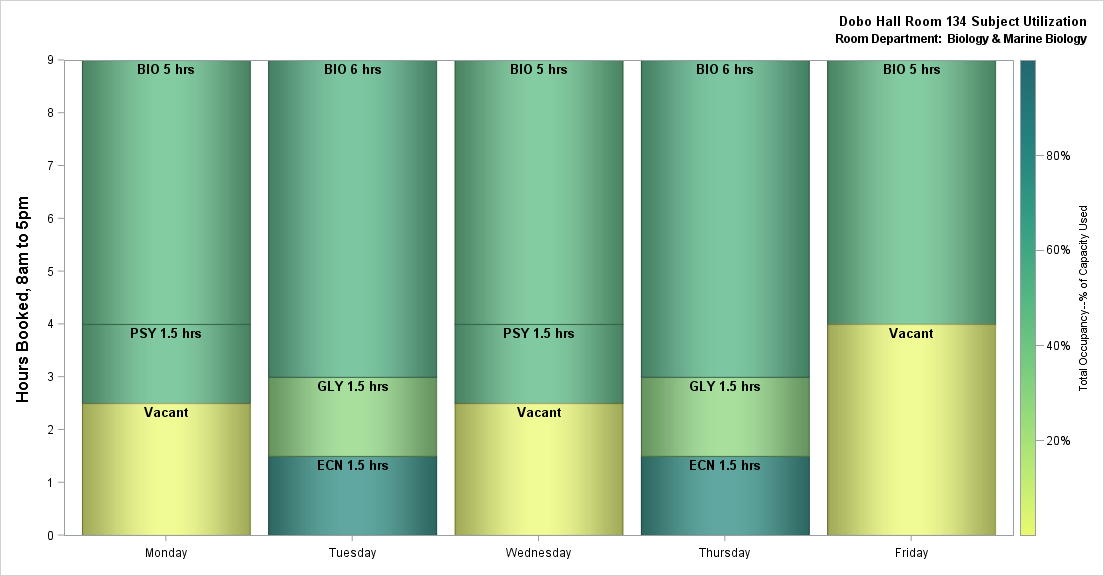 Dobo Hall Room 134 Subject Utilization
Room Department: Biology & Marine Biology
Hours Booked, 8am to 5pm
9
8
7
6
5
4
3
2
1
0
BIO 5 hrs
PSY 1.5 hrs
Vacant
BIO 6 hrs
GLY 1.5 hrs
ECN 1.5 hrs
BIO 5 hrs
PSY 1.5 hrs
Vacant
BIO 6 hrs
GLY 1.5 hrs
ECN 1.5 hrs
BIO 5 hrs
Vacant
Monday
Tuesday
Wednesday
Thursday
Friday
80%
60%
40%
20%
Total Occupancy--% of Capacity Used